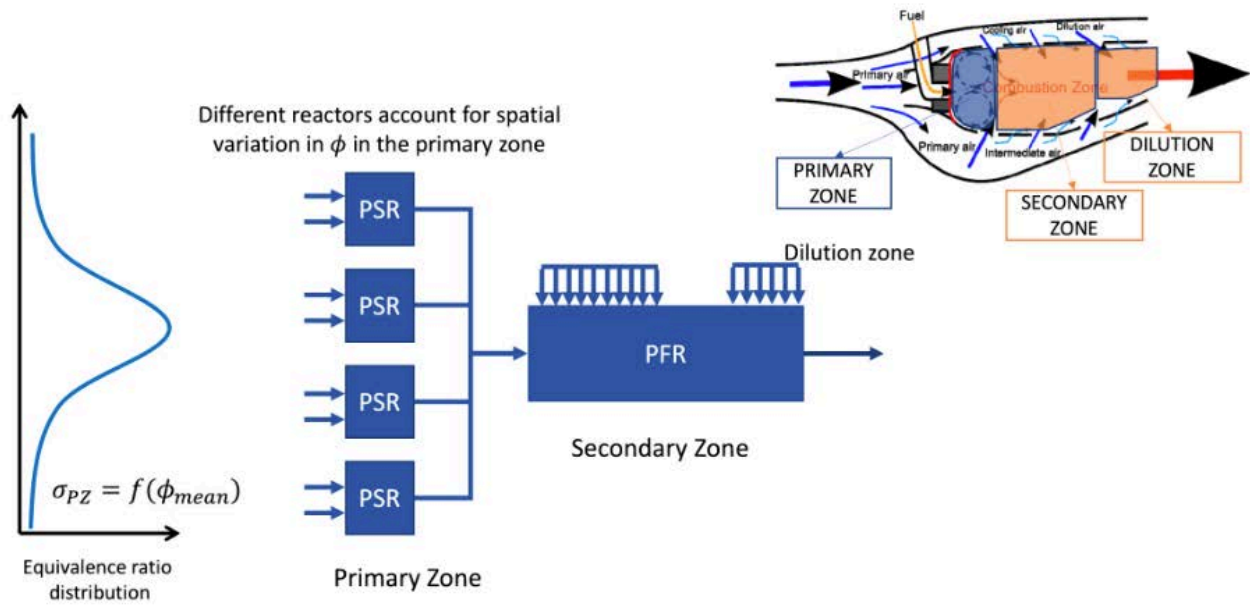 Fuel
Cooling air
Dilution air
Primary air
Combustion Zone
Primary air
Intermediate air
PRIMARY
ZONE
DILUTION
ZONE
SECONDARY
ZONE
Different reactors account for spatial
variation in ϕ in the primary zone
PSR
PSR
PSR
PSR
Dilution zone
PFR
Secondary Zone
σ_PZ = f(ϕ_mean)
Equivalence ratio
distribution
Primary Zone